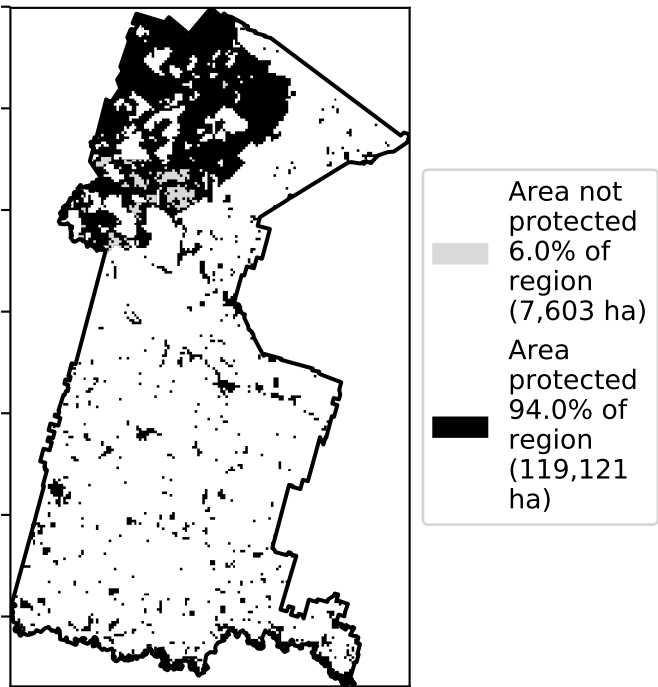 Area not
protected
6.0% of
region
(7,603 ha)
Area
protected
94.0% of
region
(119,121
ha)